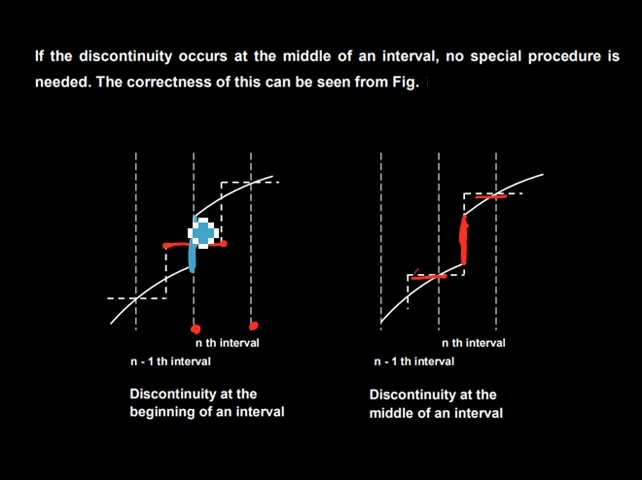 If the discontinuity occurs at the middle of an interval, no special procedure is
needed. The correctness of this can be seen from Fig.
n th interval
n - 1 th interval
Discontinuity at the
beginning of an interval
n th interval
n - 1 th interval
Discontinuity at the
middle of an interval